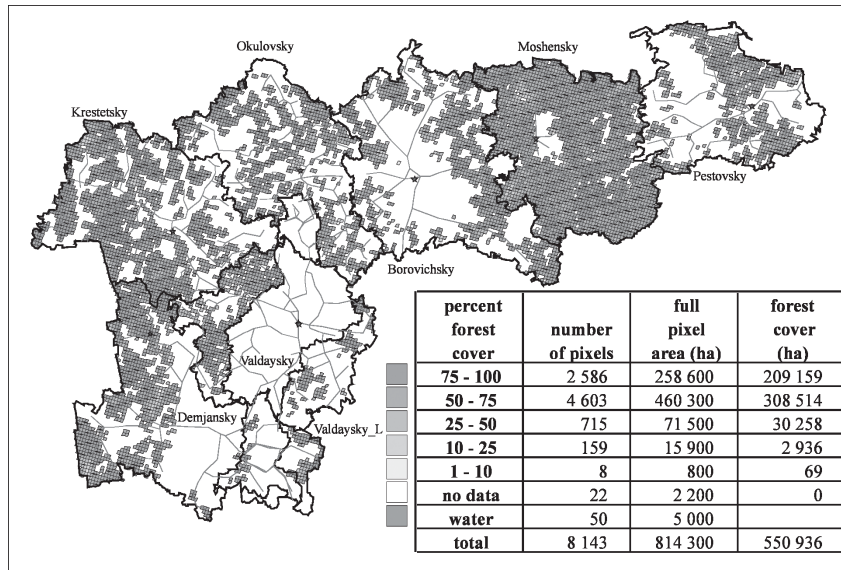 Okulovsky
Moshensky
Krestetsky
Pestovsky
Borovichsky
Valdaysky
Demjansky
Valdaysky_L
percent forest cover number of pixels full pixel area (ha) forest cover (ha)
75 - 100 2 586 258 600 209 159
50 - 75 4 603 460 300 308 514
25 - 50 715 71 500 30 258
10 - 25 159 15 900 2 936
1 - 10 8 800 69
no data 22 2 200 0
water 50 5 000
total 8 143 814 300 550 936